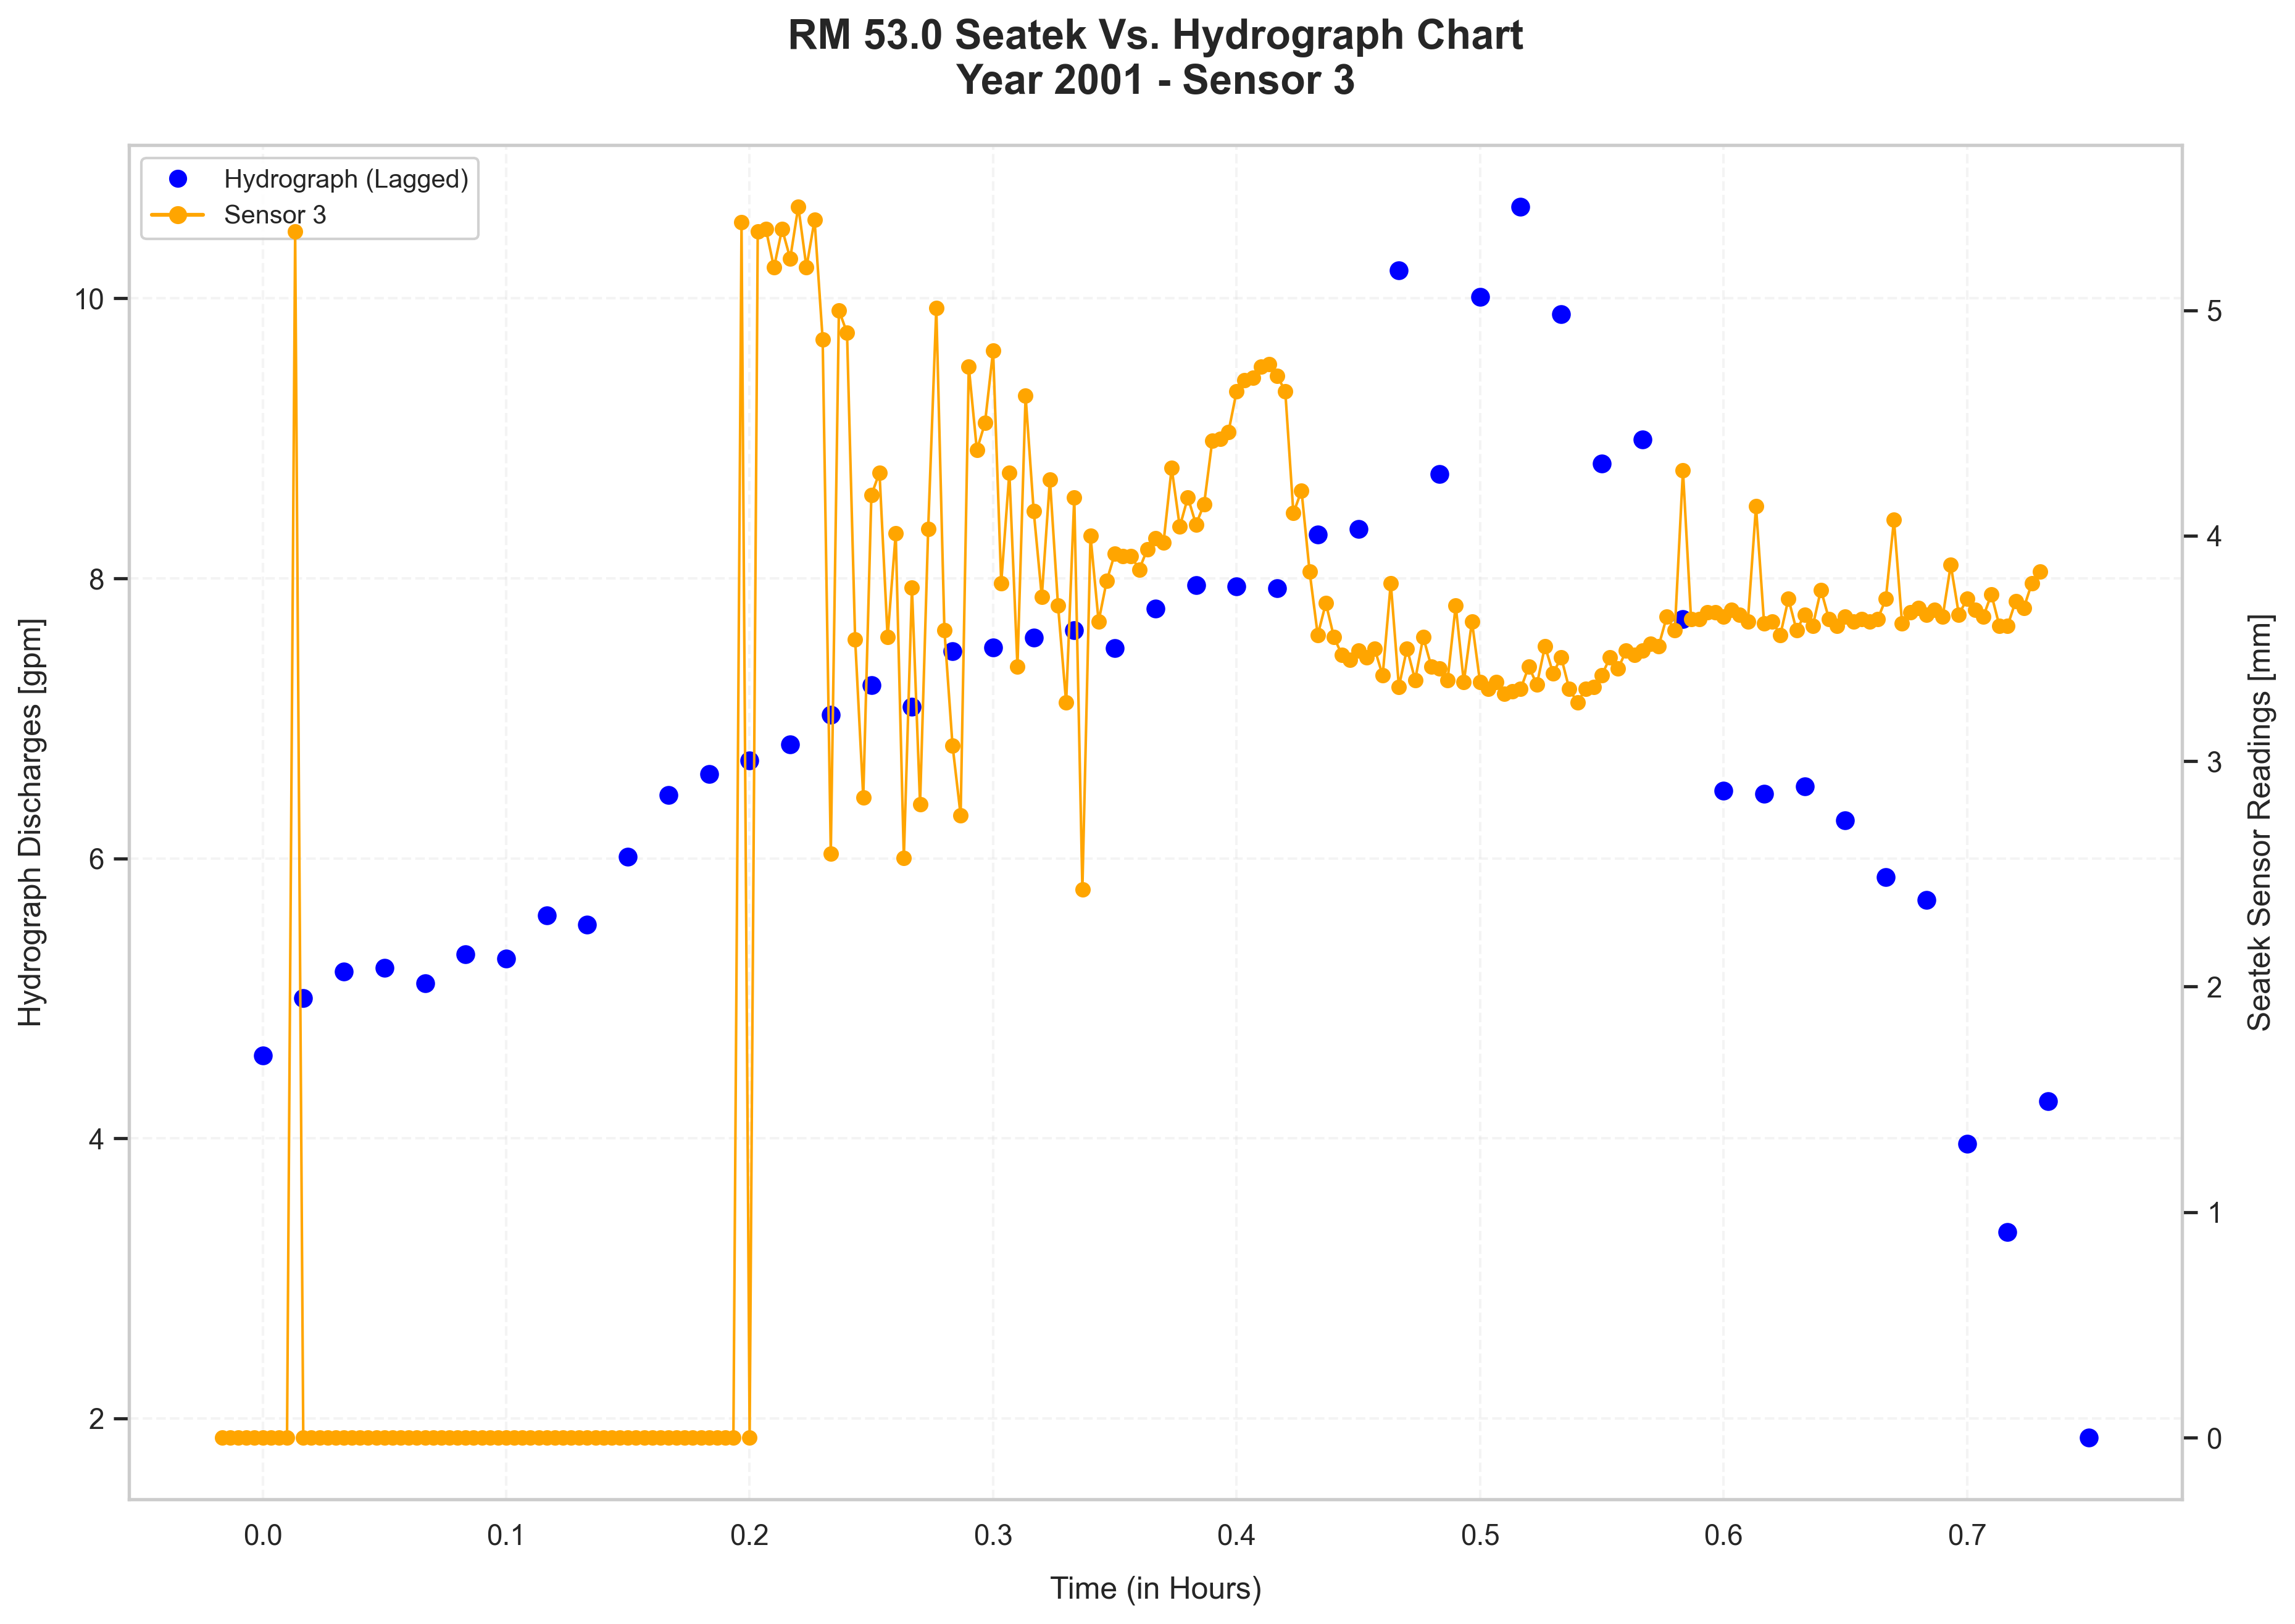 RM 53.0 Seatek Vs. Hydrograph Chart
Year 2001 - Sensor 3
Hydrograph (Lagged)
Sensor 3
Hydrograph Discharges [gpm]
10
8
6
4
2
Seatek Sensor Readings [mm]
5
4
3
2
1
0
0.0 0.1 0.2 0.3 0.4 0.5 0.6 0.7
Time (in Hours)